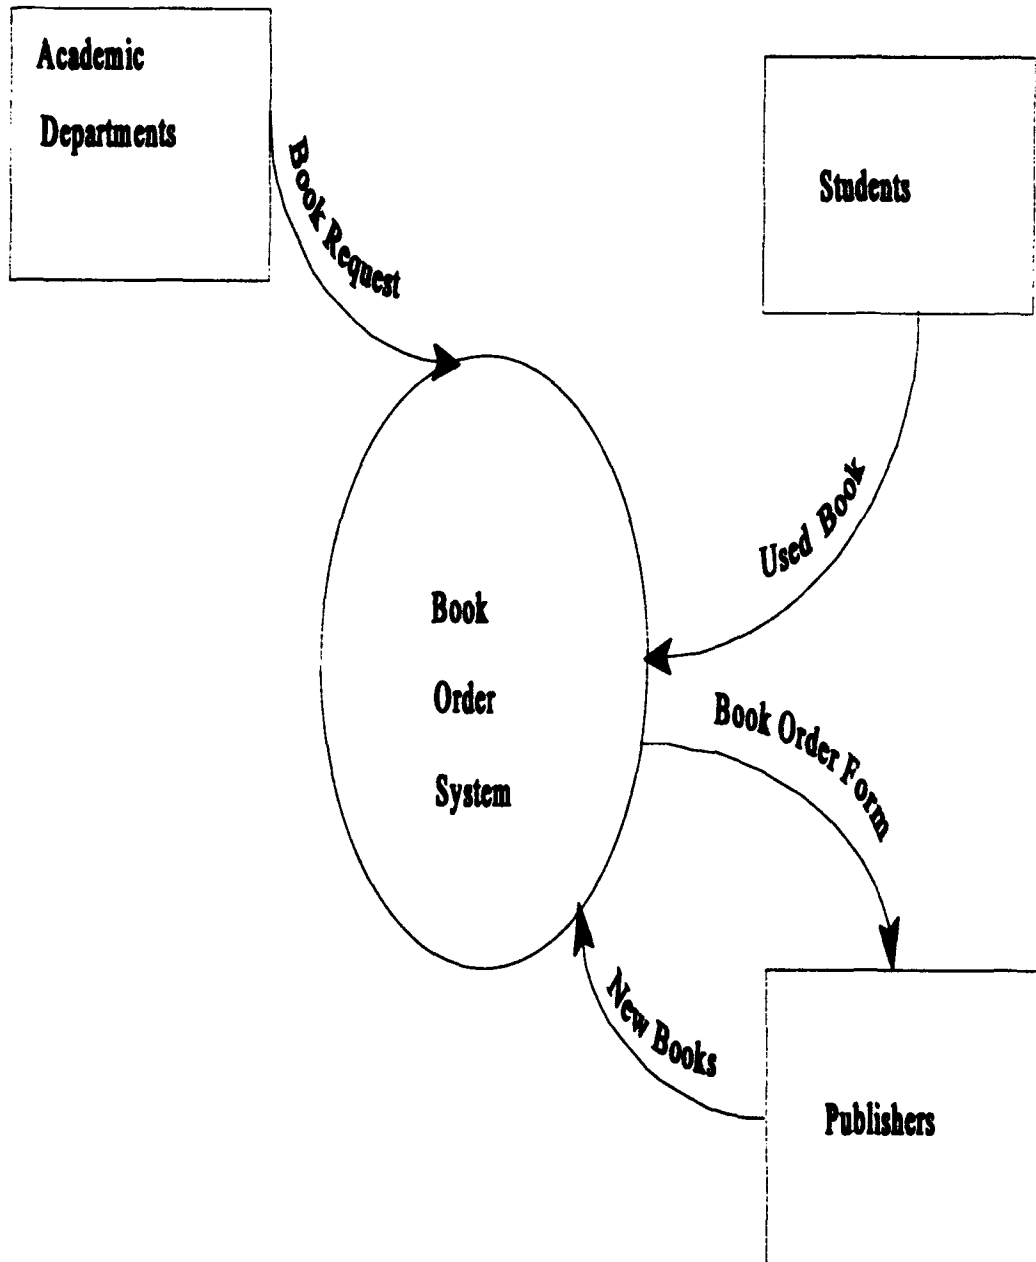 Academic
Departments
Students
Book Request
Used Book
Book
Order
System
Book Order Form
New Books
Publishers